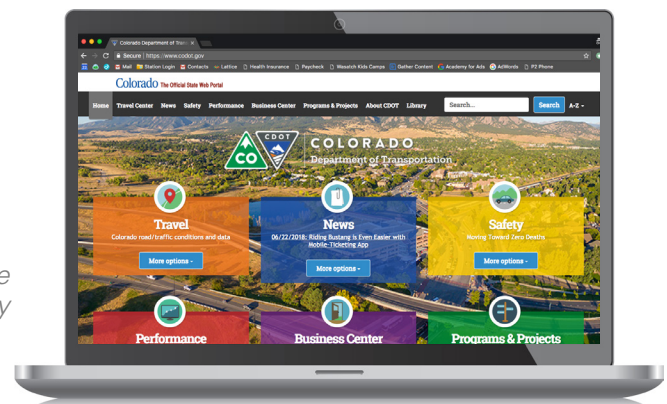 Colorado Department of Trans
Secure https://www.codot.gov
Mail Station Login Contacts Lattice Health Insurance Paycheck Wasatch Kids Camps Gather Content Academy for Ads AdWords P2 Phone
Colorado The Official State Web Portal
Home Travel Center News Safety Performance Business Center Programs & Projects About CDOT Library Search... Search A-Z
CO
CDOT
COLORADO
Department of Transportation
Travel
Colorado road/traffic conditions and data
More options -
News
06/22/2018: Riding Bustang is Even Easier with
Mobile-Ticketing App
More options -
Safety
Moving Toward Zero Deaths
More options -
e
y
Performance
Business Center
Programs & Projects